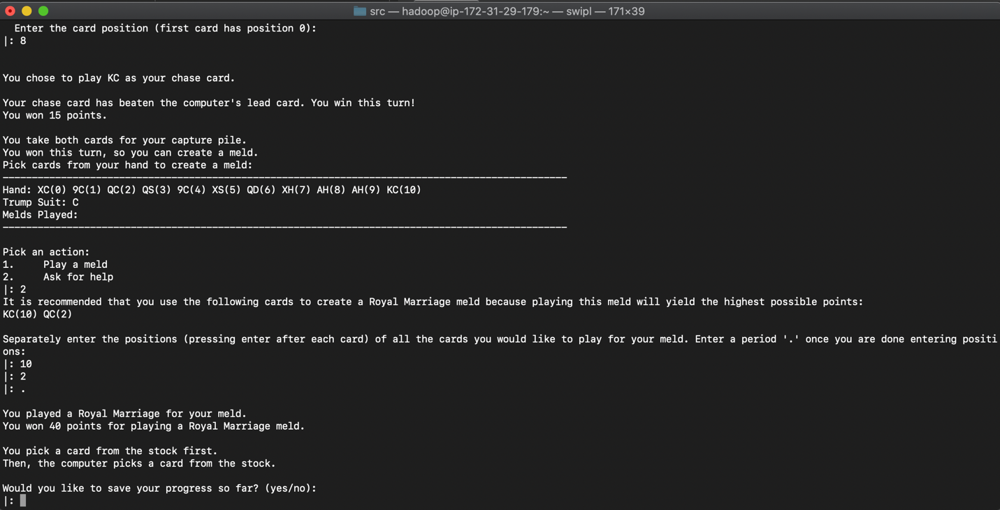 src — hadoop@ip-172-31-29-179:~ — swipl — 171×39
Enter the card position (first card has position 0):
|: 8
You chose to play KC as your chase card.
Your chase card has beaten the computer's lead card. You win this turn!
You won 15 points.
You take both cards for your capture pile.
You won this turn, so you can create a meld.
Pick cards from your hand to create a meld:
-------------------------------------------------------------------------------------------------
Hand: XC(0) 9C(1) QC(2) QS(3) 9C(4) XS(5) QD(6) XH(7) AH(8) AH(9) KC(10)
Trump Suit: C
Melds Played:
-------------------------------------------------------------------------------------------------
Pick an action:
1.     Play a meld
2.     Ask for help
|: 2
It is recommended that you use the following cards to create a Royal Marriage meld because playing this meld will yield the highest possible points:
KC(10) QC(2)
Separately enter the positions (pressing enter after each card) of all the cards you would like to play for your meld. Enter a period '.' once you are done entering positi
ons:
|: 10
|: 2
|: .
You played a Royal Marriage for your meld.
You won 40 points for playing a Royal Marriage meld.
You pick a card from the stock first.
Then, the computer picks a card from the stock.
Would you like to save your progress so far? (yes/no):
|: